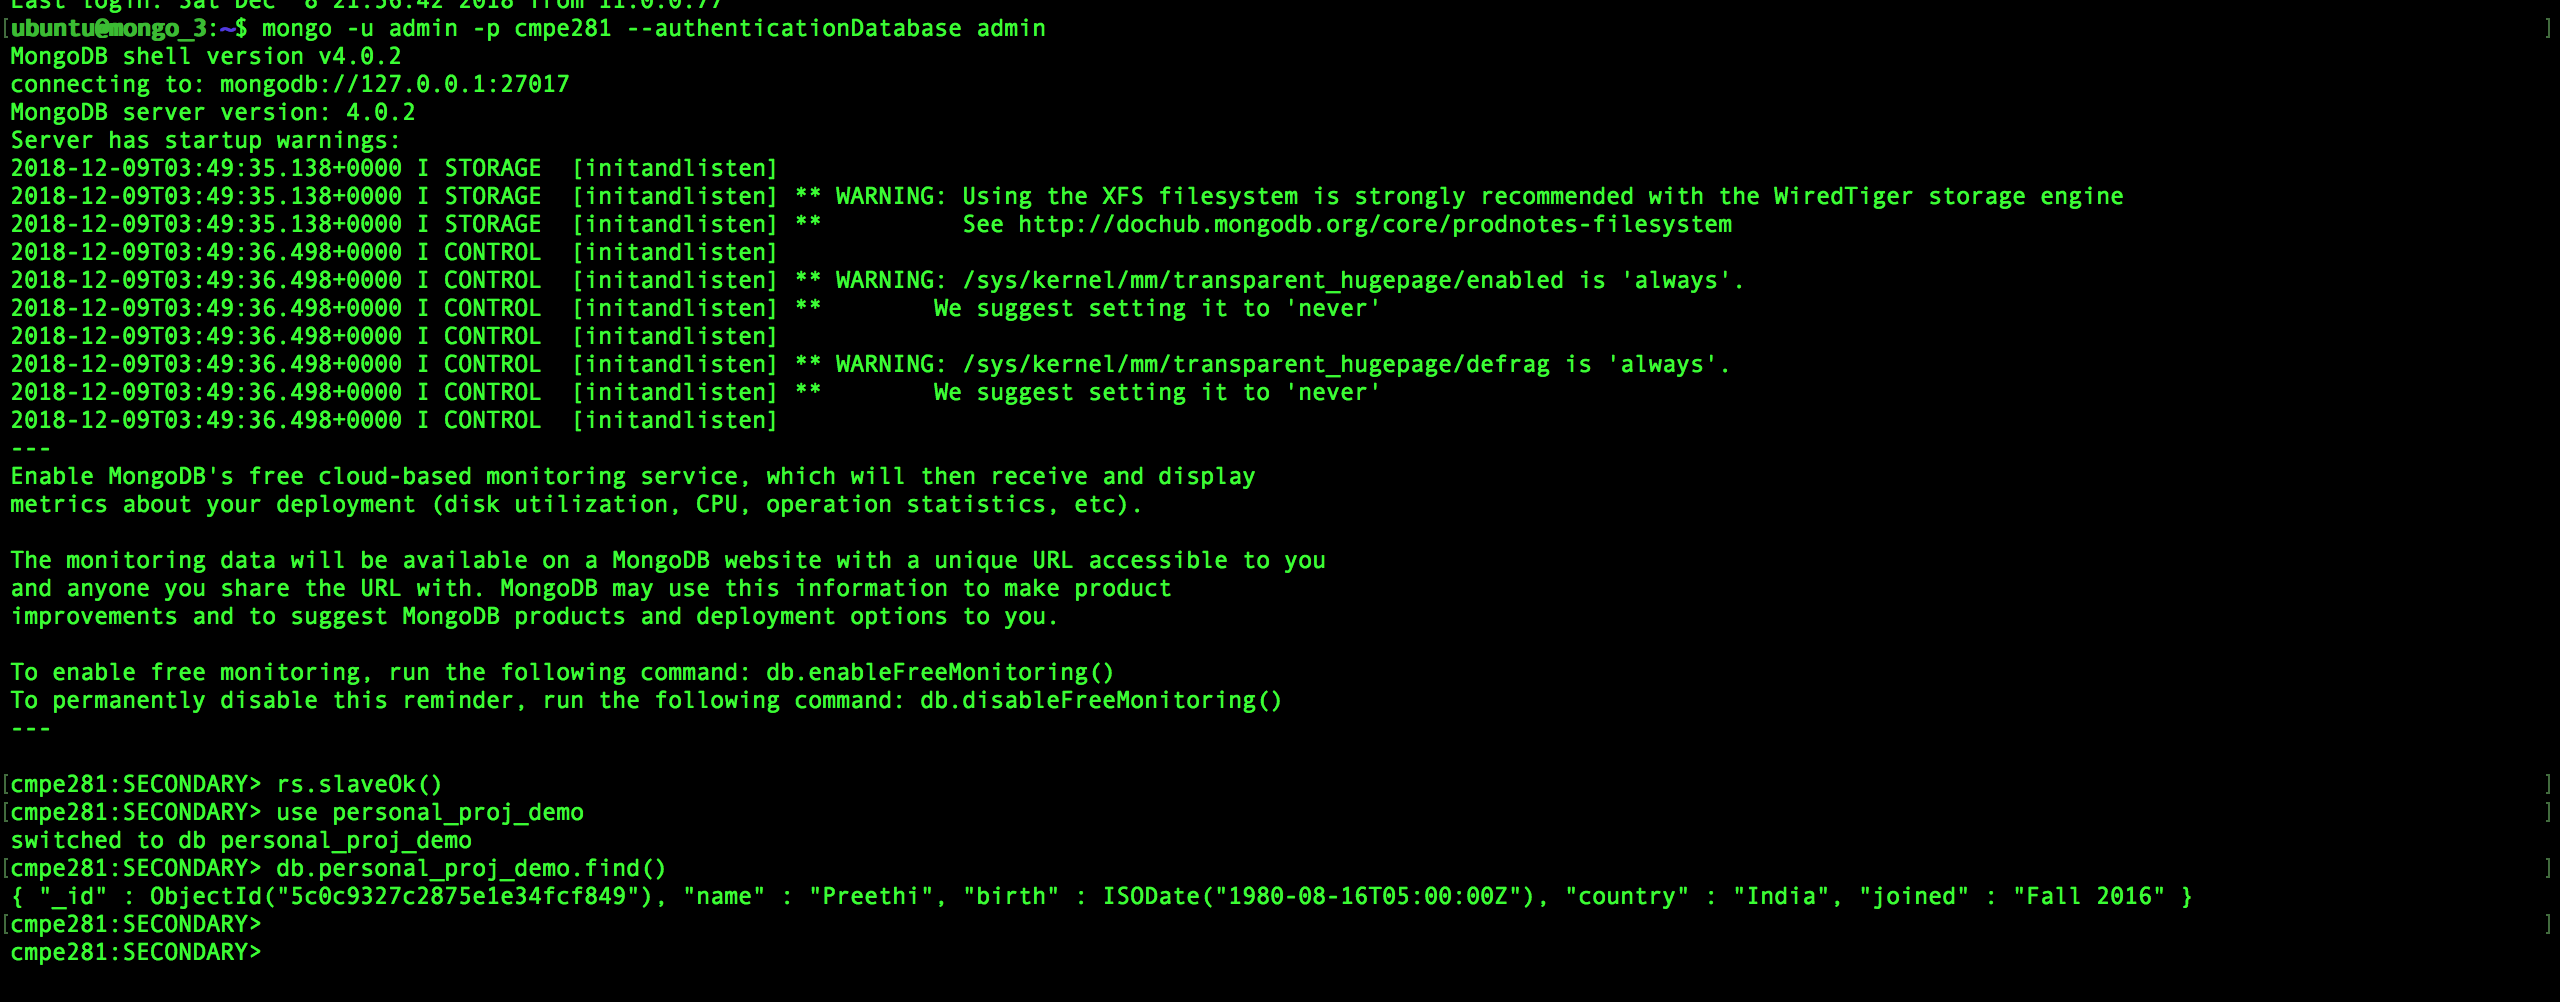 Last login: Sat Dec  8 21:56:42 2018 from 11.0.0.77
[ubuntu@mongo_3:~$ mongo -u admin -p cmpe281 --authenticationDatabase admin ]
MongoDB shell version v4.0.2
connecting to: mongodb://127.0.0.1:27017
MongoDB server version: 4.0.2
Server has startup warnings:
2018-12-09T03:49:35.138+0000 I STORAGE  [initandlisten]
2018-12-09T03:49:35.138+0000 I STORAGE  [initandlisten] ** WARNING: Using the XFS filesystem is strongly recommended with the WiredTiger storage engine
2018-12-09T03:49:35.138+0000 I STORAGE  [initandlisten] **          See http://dochub.mongodb.org/core/prodnotes-filesystem
2018-12-09T03:49:36.498+0000 I CONTROL  [initandlisten]
2018-12-09T03:49:36.498+0000 I CONTROL  [initandlisten] ** WARNING: /sys/kernel/mm/transparent_hugepage/enabled is 'always'.
2018-12-09T03:49:36.498+0000 I CONTROL  [initandlisten] **        We suggest setting it to 'never'
2018-12-09T03:49:36.498+0000 I CONTROL  [initandlisten]
2018-12-09T03:49:36.498+0000 I CONTROL  [initandlisten] ** WARNING: /sys/kernel/mm/transparent_hugepage/defrag is 'always'.
2018-12-09T03:49:36.498+0000 I CONTROL  [initandlisten] **        We suggest setting it to 'never'
2018-12-09T03:49:36.498+0000 I CONTROL  [initandlisten]
---
Enable MongoDB's free cloud-based monitoring service, which will then receive and display
metrics about your deployment (disk utilization, CPU, operation statistics, etc).

The monitoring data will be available on a MongoDB website with a unique URL accessible to you
and anyone you share the URL with. MongoDB may use this information to make product
improvements and to suggest MongoDB products and deployment options to you.

To enable free monitoring, run the following command: db.enableFreeMonitoring()
To permanently disable this reminder, run the following command: db.disableFreeMonitoring()
---

[cmpe281:SECONDARY> rs.slaveOk() ]
[cmpe281:SECONDARY> use personal_proj_demo ]
switched to db personal_proj_demo
[cmpe281:SECONDARY> db.personal_proj_demo.find() ]
{ "_id" : ObjectId("5c0c9327c2875e1e34fcf849"), "name" : "Preethi", "birth" : ISODate("1980-08-16T05:00:00Z"), "country" : "India", "joined" : "Fall 2016" }
[cmpe281:SECONDARY> ]
cmpe281:SECONDARY>